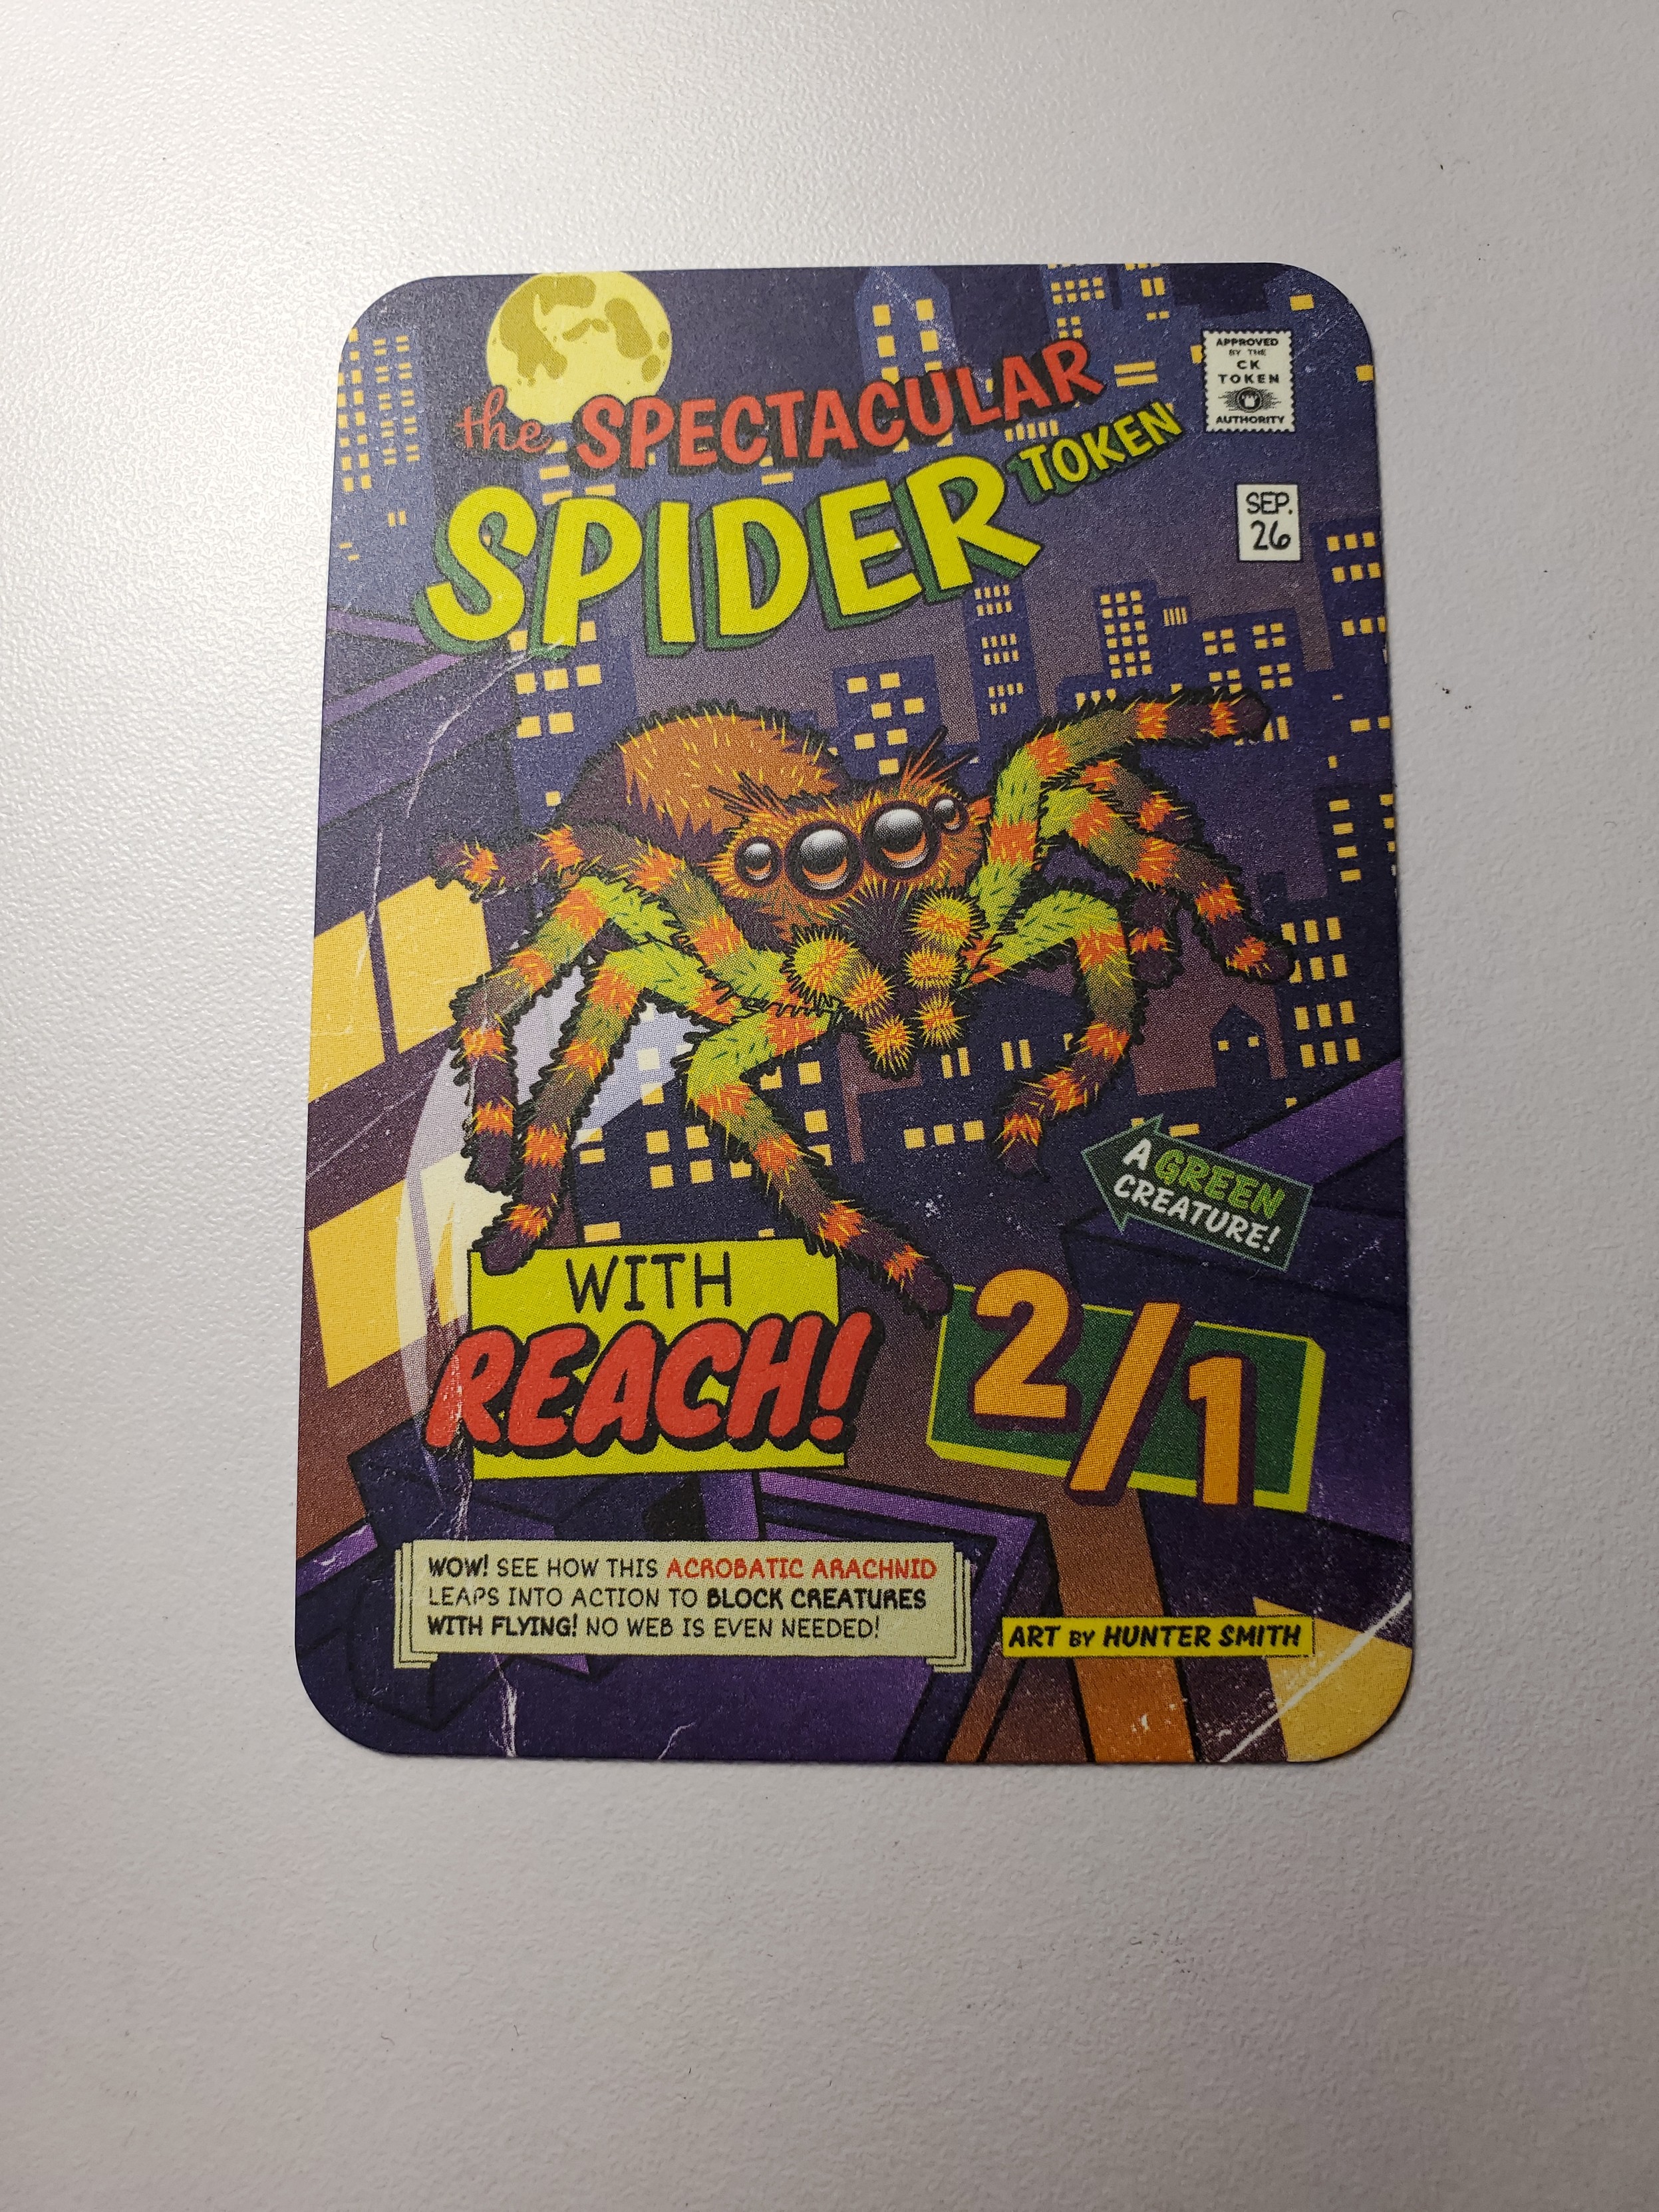 the SPECTACULAR
SPIDER TOKEN
APPROVED
BY THE
CK
TOKEN
AUTHORITY
SEP.
26
A GREEN
CREATURE!
WITH
REACH!
2/1
WOW! SEE HOW THIS ACROBATIC ARACHNID
LEAPS INTO ACTION TO BLOCK CREATURES
WITH FLYING! NO WEB IS EVEN NEEDED!
ART BY HUNTER SMITH